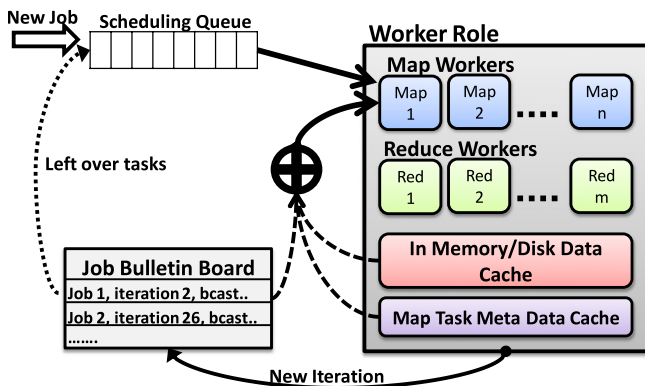 New Job
Scheduling Queue
Worker Role
Map Workers
Map 1
Map 2
....
Map n
Reduce Workers
Red 1
Red 2
....
Red m
Left over tasks
In Memory/Disk Data
Cache
Job Bulletin Board
Job 1, iteration 2, bcast..
Job 2, iteration 26, bcast..
.......
Map Task Meta Data Cache
New Iteration